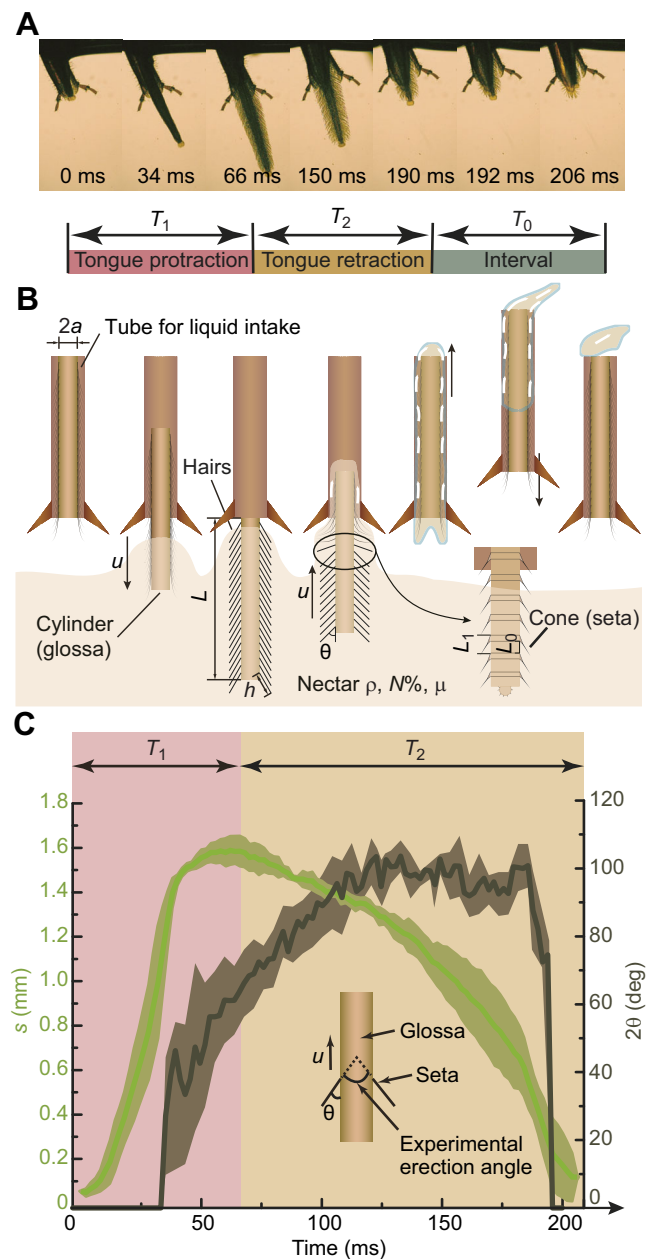 A
0 ms 34 ms 66 ms 150 ms 190 ms 192 ms 206 ms
T1 T2 T0
Tongue protraction Tongue retraction Interval
B
2a
Tube for liquid intake
Hairs
u
L
u
Cylinder
(glossa)
h
θ
Nectar ρ, N%, μ
L1
L0
Cone (seta)
C
T1 T2
1.8
1.6
1.4
1.2
1.0
0.8
0.6
0.4
0.2
0
s (mm)
120
100
80
60
40
20
0
2θ (deg)
u
Glossa
Seta
θ
Experimental
erection angle
0 50 100 150 200
Time (ms)